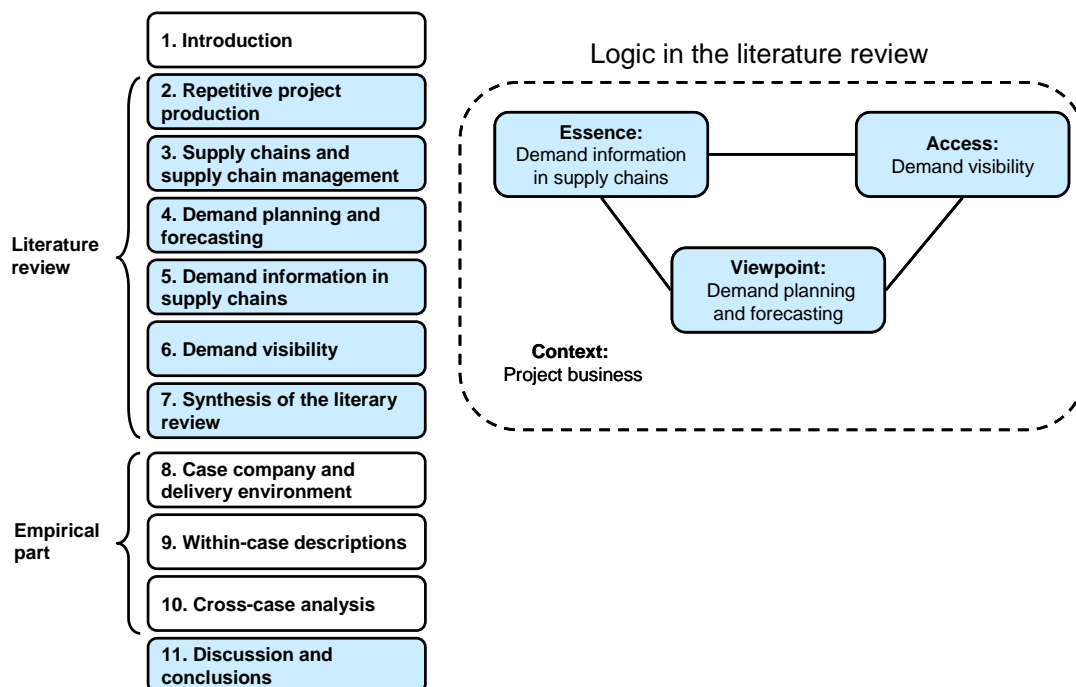 1. Introduction
2. Repetitive project
production
3. Supply chains and
supply chain management
4. Demand planning and
forecasting
5. Demand information in
supply chains
6. Demand visibility
7. Synthesis of the literary
review
Literature
review
8. Case company and
delivery environment
9. Within-case descriptions
10. Cross-case analysis
Empirical
part
11. Discussion and
conclusions
Logic in the literature review
Essence:
Demand information
in supply chains
Access:
Demand visibility
Viewpoint:
Demand planning
and forecasting
Context:
Project business